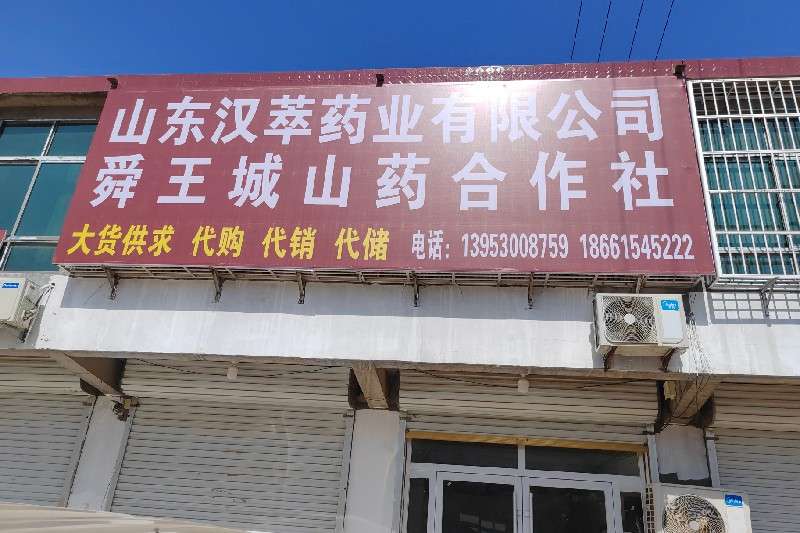 山东汉萃药业有限公司
舜王城山药合作社
大货供求 代购 代销 代储 电话：13953008759 18661545222